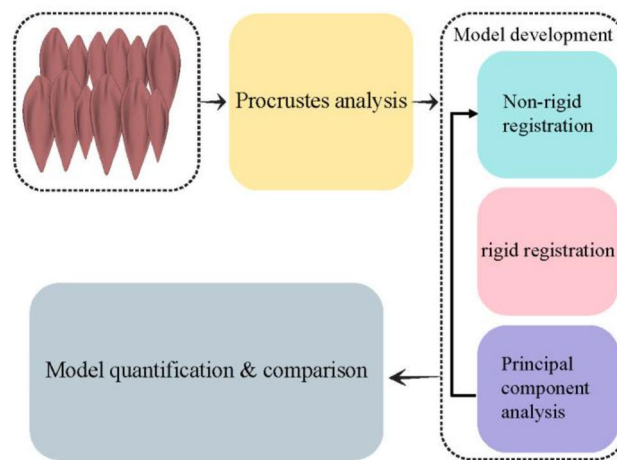 Procrustes analysis
Model development
Non-rigid
registration
rigid registration
Principal
component
analysis
Model quantification & comparison